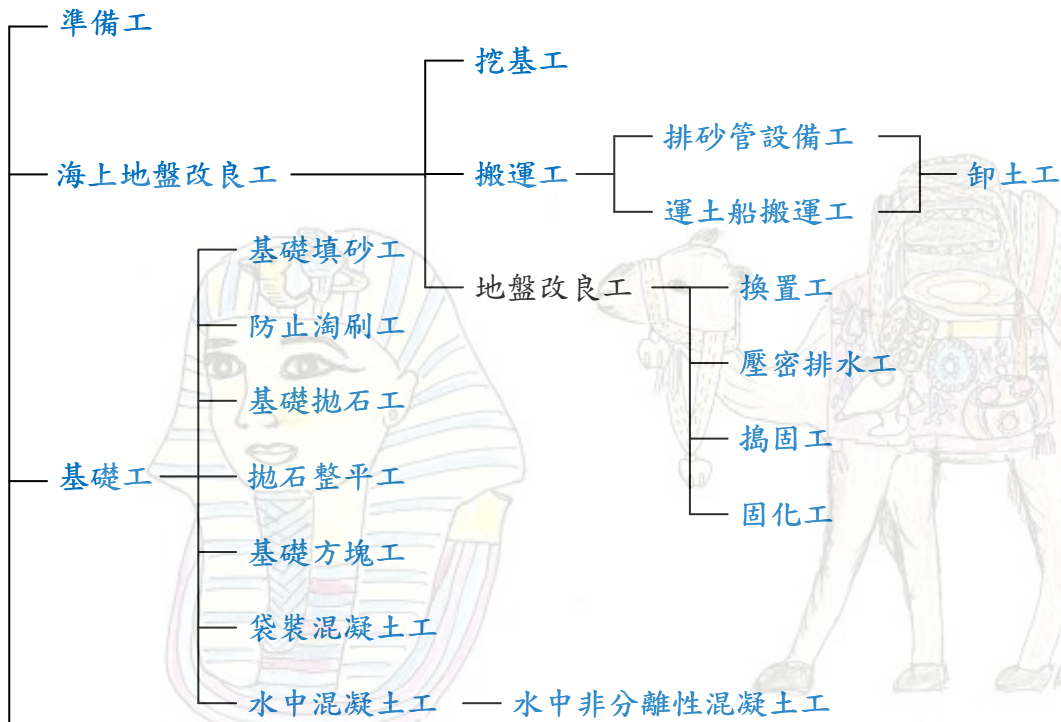 準備工
挖基工
排砂管設備工
海上地盤改良工
搬運工
卸土工
運土船搬運工
基礎填砂工
地盤改良工
換置工
防止淘刷工
壓密排水工
基礎拋石工
搗固工
基礎工
拋石整平工
固化工
基礎方塊工
袋裝混凝土工
水中混凝土工
水中非分離性混凝土工